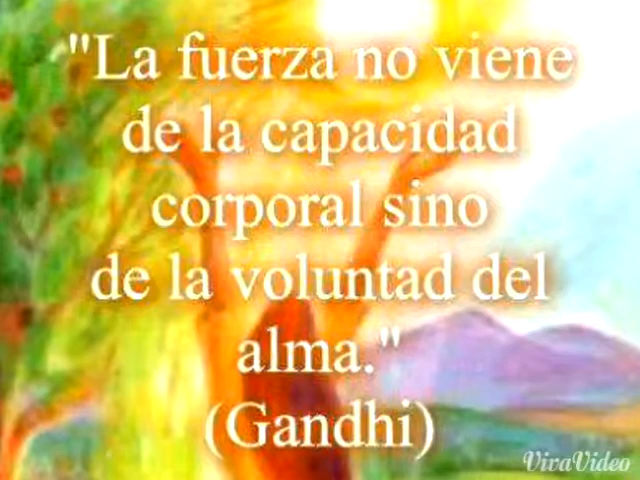 "La fuerza no viene
de la capacidad
corporal sino
de la voluntad del
alma."
(Gandhi)
VivaVideo